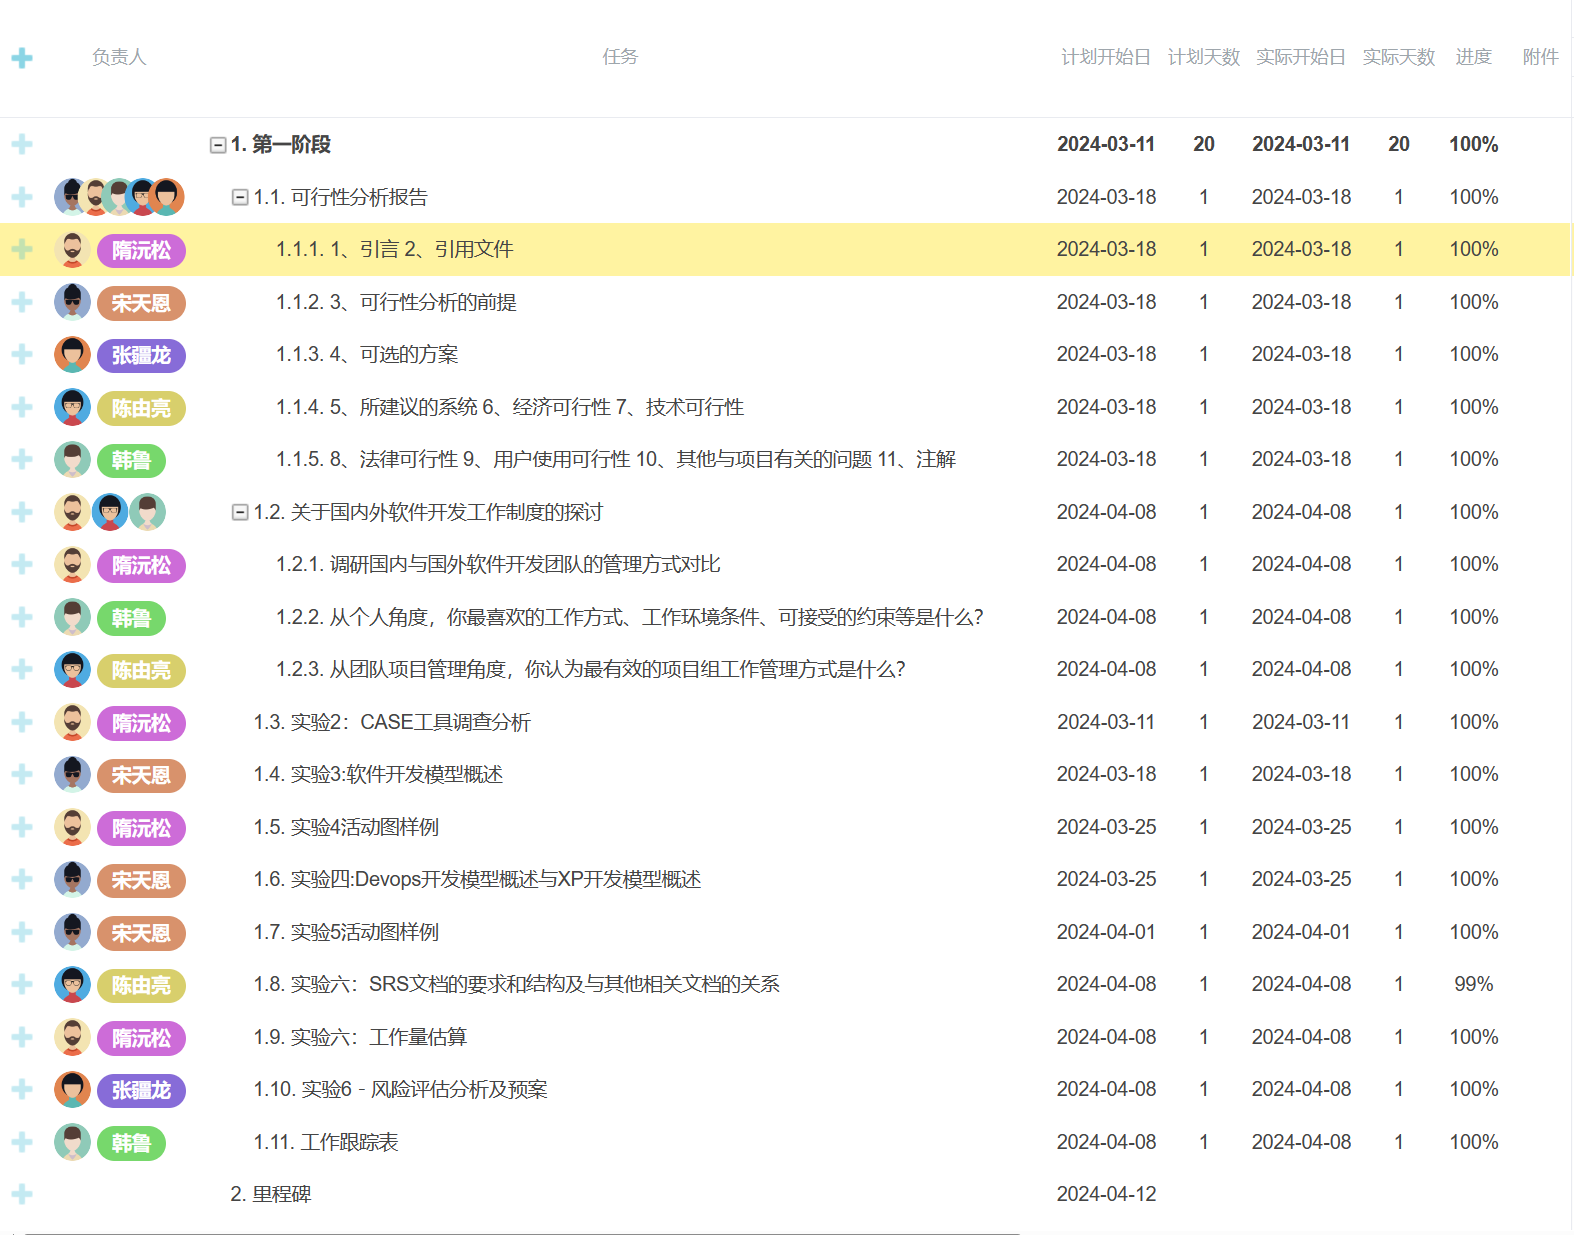 负责人 任务 计划开始日 计划天数 实际开始日 实际天数 进度 附件
1. 第一阶段 2024-03-11 20 2024-03-11 20 100%
1.1. 可行性分析报告 2024-03-18 1 2024-03-18 1 100%
隋沅松 1.1.1. 1、引言 2、引用文件 2024-03-18 1 2024-03-18 1 100%
宋天恩 1.1.2. 3、可行性分析的前提 2024-03-18 1 2024-03-18 1 100%
张疆龙 1.1.3. 4、可选的方案 2024-03-18 1 2024-03-18 1 100%
陈由亮 1.1.4. 5、所建议的系统 6、经济可行性 7、技术可行性 2024-03-18 1 2024-03-18 1 100%
韩鲁 1.1.5. 8、法律可行性 9、用户使用可行性 10、其他与项目有关的问题 11、注解 2024-03-18 1 2024-03-18 1 100%
1.2. 关于国内外软件开发工作制度的探讨 2024-04-08 1 2024-04-08 1 100%
隋沅松 1.2.1. 调研国内与国外软件开发团队的管理方式对比 2024-04-08 1 2024-04-08 1 100%
韩鲁 1.2.2. 从个人角度，你最喜欢的工作方式、工作环境条件、可接受的约束等是什么？ 2024-04-08 1 2024-04-08 1 100%
陈由亮 1.2.3. 从团队项目管理角度，你认为最有效的项目组工作管理方式是什么？ 2024-04-08 1 2024-04-08 1 100%
隋沅松 1.3. 实验2：CASE工具调查分析 2024-03-11 1 2024-03-11 1 100%
宋天恩 1.4. 实验3:软件开发模型概述 2024-03-18 1 2024-03-18 1 100%
隋沅松 1.5. 实验4活动图样例 2024-03-25 1 2024-03-25 1 100%
宋天恩 1.6. 实验四:Devops开发模型概述与XP开发模型概述 2024-03-25 1 2024-03-25 1 100%
宋天恩 1.7. 实验5活动图样例 2024-04-01 1 2024-04-01 1 100%
陈由亮 1.8. 实验六：SRS文档的要求和结构及与其他相关文档的关系 2024-04-08 1 2024-04-08 1 99%
隋沅松 1.9. 实验六：工作量估算 2024-04-08 1 2024-04-08 1 100%
张疆龙 1.10. 实验6 - 风险评估分析及预案 2024-04-08 1 2024-04-08 1 100%
韩鲁 1.11. 工作跟踪表 2024-04-08 1 2024-04-08 1 100%
2. 里程碑 2024-04-12